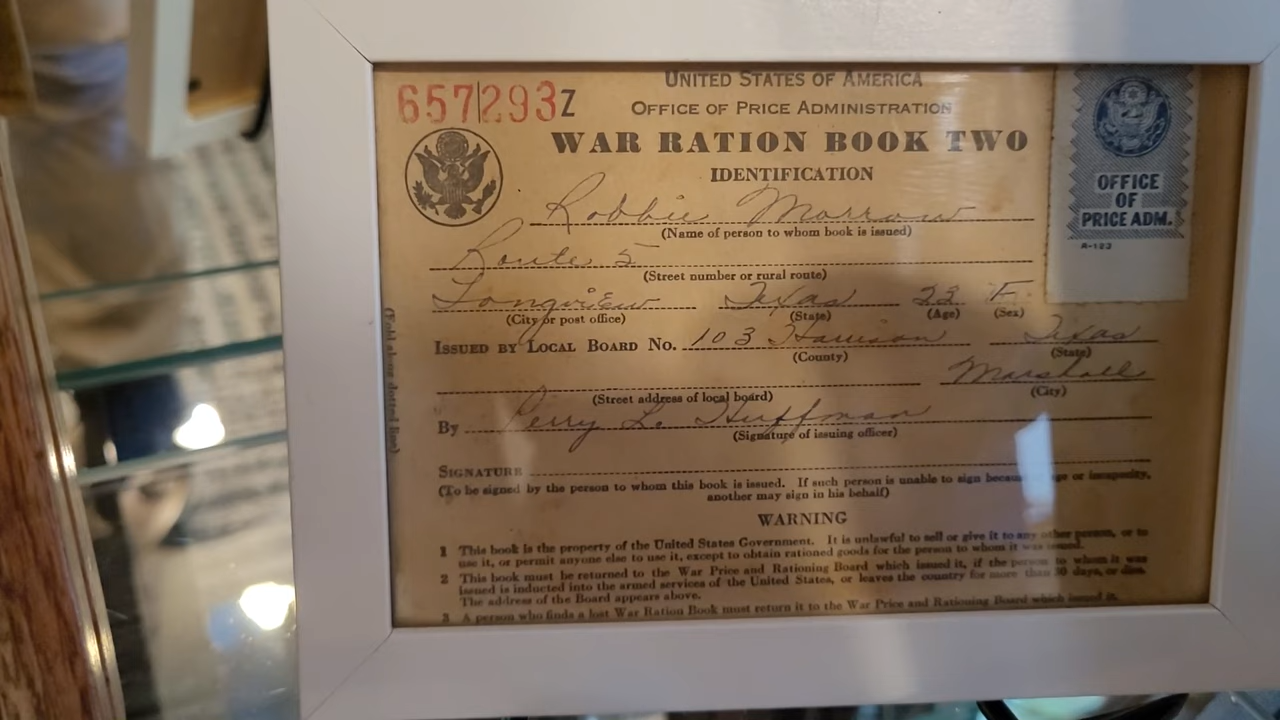 657293Z
UNITED STATES OF AMERICA
OFFICE OF PRICE ADMINISTRATION
WAR RATION BOOK TWO
IDENTIFICATION
OFFICE
OF
PRICE ADM.
A-123
Robbie Morrow
(Name of person to whom book is issued)
Route 5
(Street number or rural route)
Longview Texas 22 F.
(City or post office) (State) (Age) (Sex)
ISSUED BY LOCAL BOARD NO. 103 Harrison Texas
(County) (State)
Marshall
(Street address of local board) (City)
By Perry L. Huffman
(Signature of issuing officer)
SIGNATURE
(To be signed by the person to whom this book is issued. If such person is unable to sign because age or incapacity,
another may sign in his behalf)
WARNING
1 This book is the property of the United States Government. It is unlawful to sell or give it to any other person, or to
use it, or permit anyone else to use it, except to obtain rationed goods for the person to whom it was issued.
2 This book must be returned to the War Price and Rationing Board which issued it, if the person to whom it was
issued is inducted into the armed services of the United States, or leaves the country for more than 30 days, or dies.
The address of the Board appears above.
3 A person who finds a lost War Ration Book must return it to the War Price and Rationing Board which issued it.
(Fold along dotted line)